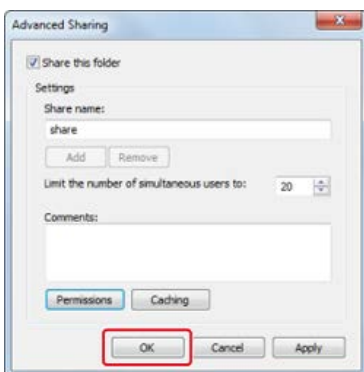 Advanced Sharing
Share this folder
Settings
Share name:
share
Add Remove
Limit the number of simultaneous users to: 20
Comments:
Permissions Caching
OK Cancel Apply